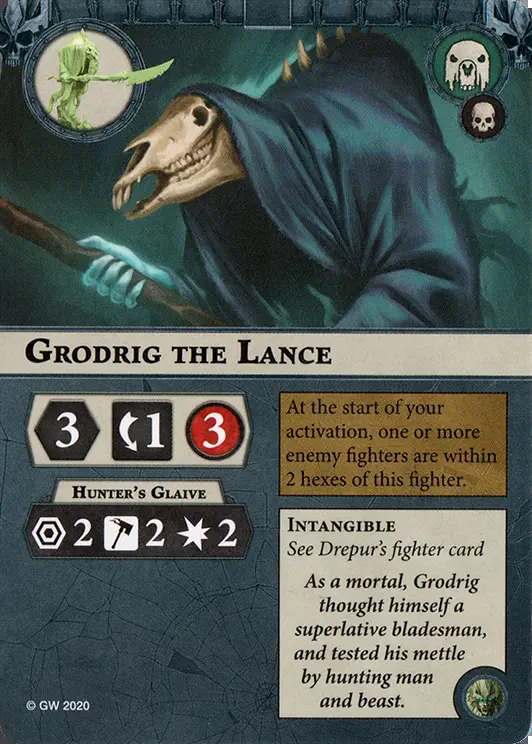 GRODRIG THE LANCE
3 1 3
HUNTER'S GLAIVE
2 2 2
At the start of your
activation, one or more
enemy fighters are within
2 hexes of this fighter.
INTANGIBLE
See Drepur's fighter card
As a mortal, Grodrig
thought himself a
superlative bladesman,
and tested his mettle
by hunting man
and beast.
© GW 2020